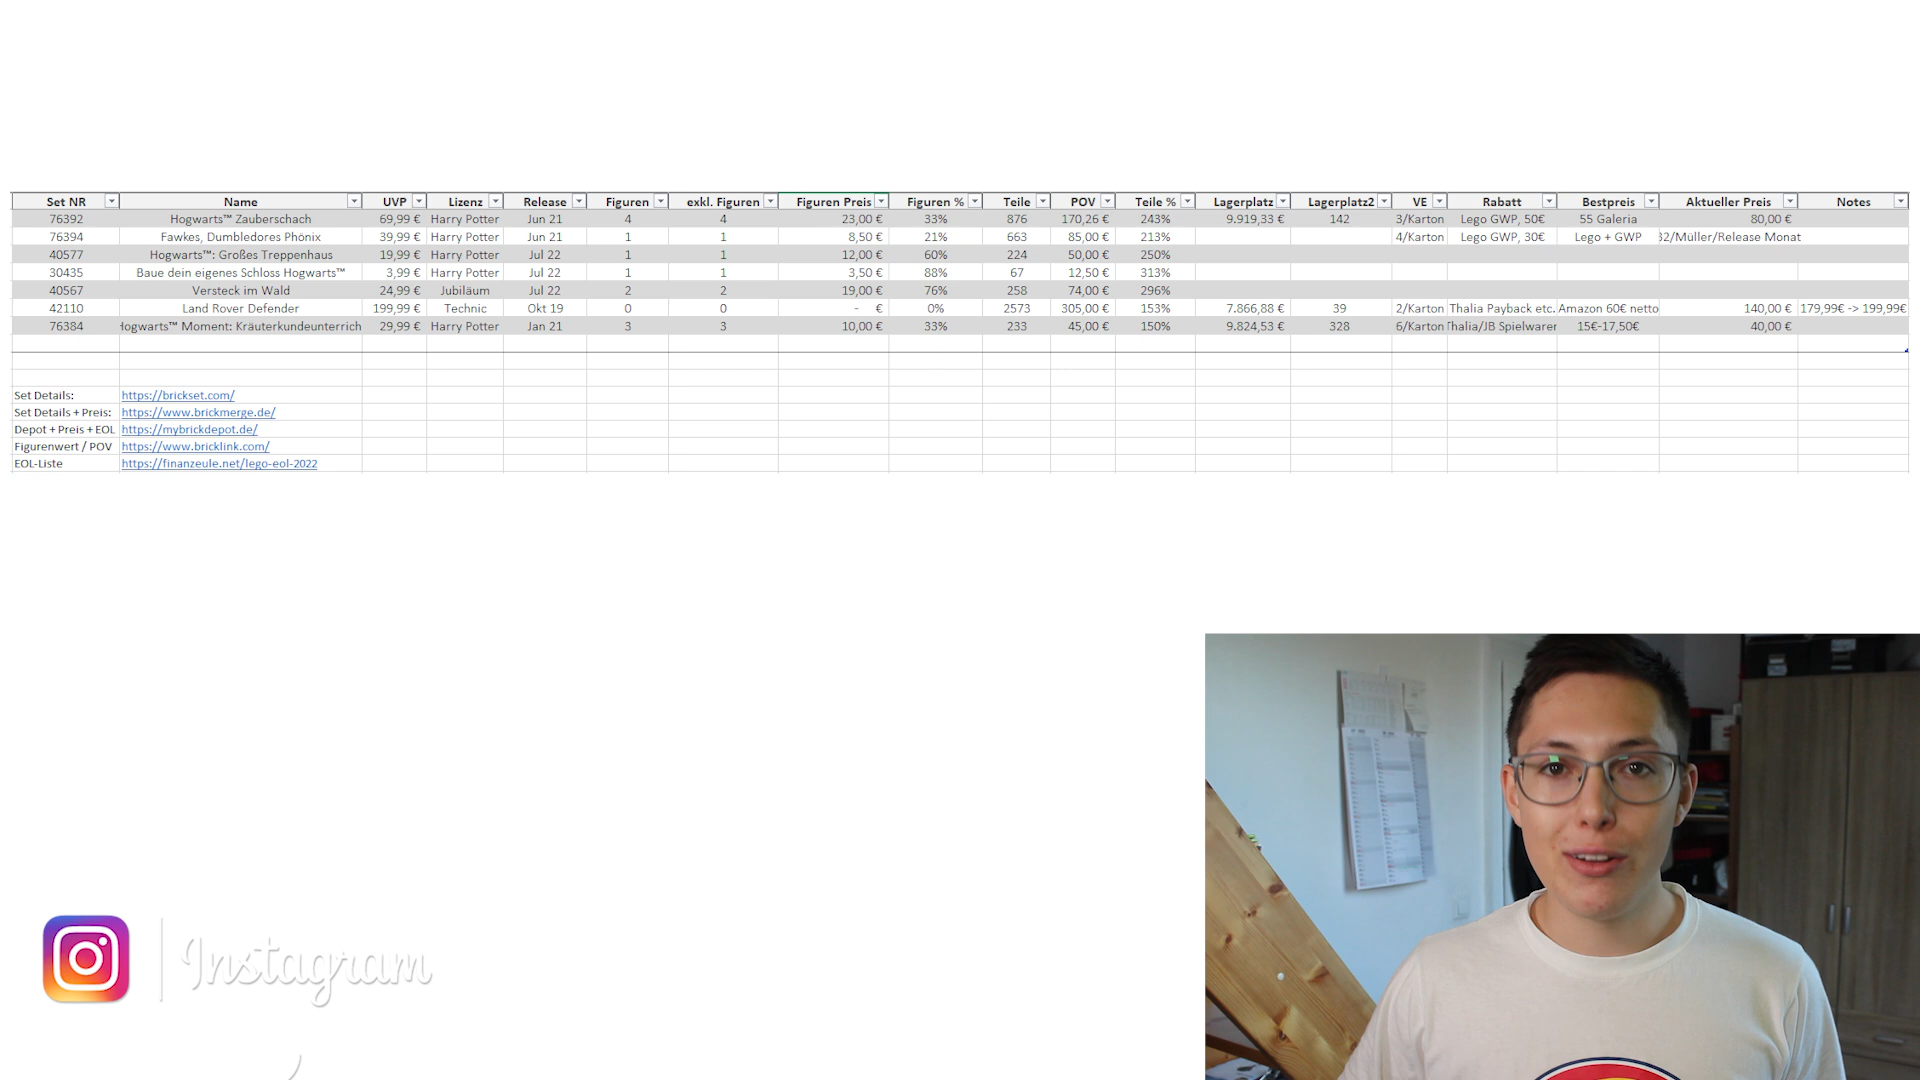 Set NR Name UVP Lizenz Release Figuren exkl. Figuren Figuren Preis Figuren % Teile POV Teile % Lagerplatz Lagerplatz2 VE Rabatt Bestpreis Aktueller Preis Notes
76392 Hogwarts™ Zauberschach 69,99 € Harry Potter Jun 21 4 4 23,00 € 33% 876 170,26 € 243% 9.919,33 € 142 3/Karton Lego GWP, 50€ 55 Galeria 80,00 €
76394 Fawkes, Dumbledores Phönix 39,99 € Harry Potter Jun 21 1 1 8,50 € 21% 663 85,00 € 213% 4/Karton Lego GWP, 30€ Lego + GWP 32/Müller/Release Monat
40577 Hogwarts™: Großes Treppenhaus 19,99 € Harry Potter Jul 22 1 1 12,00 € 60% 224 50,00 € 250%
30435 Baue dein eigenes Schloss Hogwarts™ 3,99 € Harry Potter Jul 22 1 1 3,50 € 88% 67 12,50 € 313%
40567 Versteck im Wald 24,99 € Jubiläum Jul 22 2 2 19,00 € 76% 258 74,00 € 296%
42110 Land Rover Defender 199,99 € Technic Okt 19 0 0 - € 0% 2573 305,00 € 153% 7.866,88 € 39 2/Karton Thalia Payback etc. Amazon 60€ netto 140,00 € 179,99€ -> 199,99€
76384 Hogwarts™ Moment: Kräuterkundeunterrich 29,99 € Harry Potter Jan 21 3 3 10,00 € 33% 233 45,00 € 150% 9.824,53 € 328 6/Karton Thalia/JB Spielwaren 15€-17,50€ 40,00 €
Set Details: https://brickset.com/
Set Details + Preis: https://www.brickmerge.de/
Depot + Preis + EOL https://mybrickdepot.de/
Figurenwert / POV https://www.bricklink.com/
EOL-Liste https://finanzeule.net/lego-eol-2022
Instagram